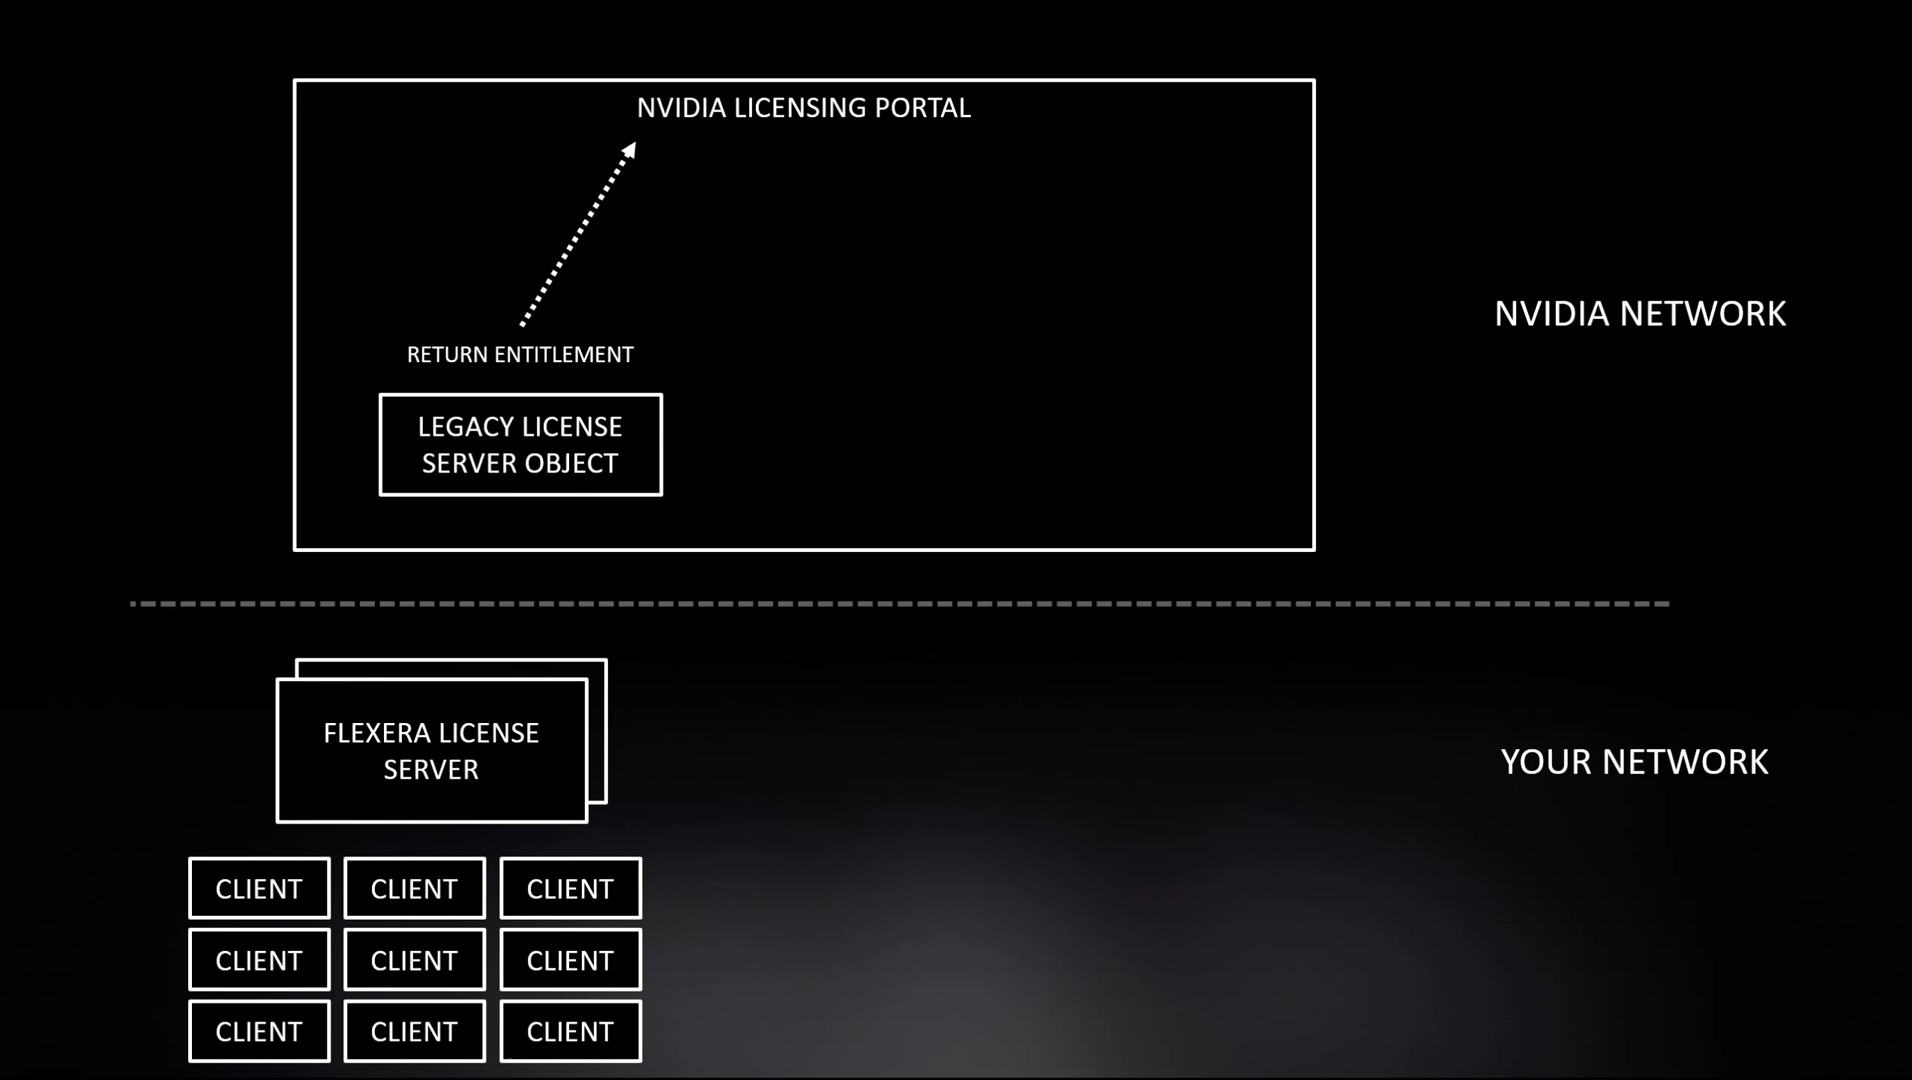 NVIDIA LICENSING PORTAL
RETURN ENTITLEMENT
LEGACY LICENSE
SERVER OBJECT
NVIDIA NETWORK
FLEXERA LICENSE
SERVER
YOUR NETWORK
CLIENT CLIENT CLIENT
CLIENT CLIENT CLIENT
CLIENT CLIENT CLIENT